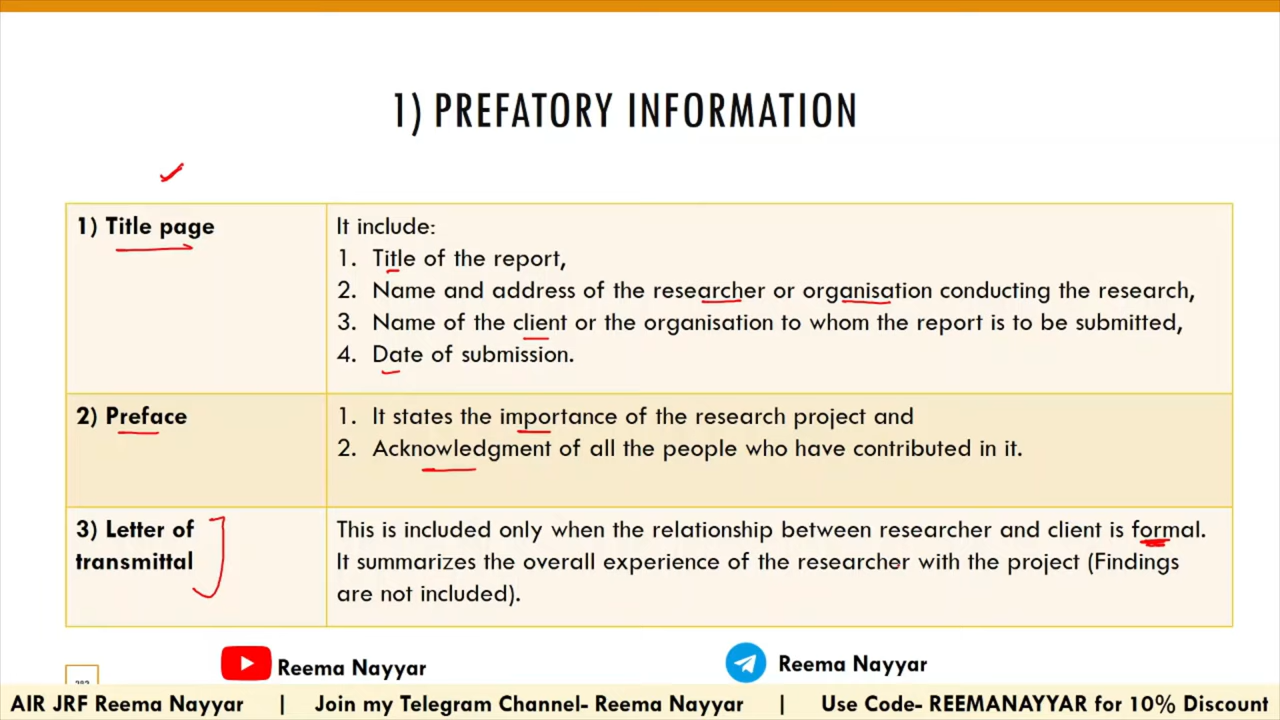 1) PREFATORY INFORMATION
1) Title page
It include:
1. Title of the report,
2. Name and address of the researcher or organisation conducting the research,
3. Name of the client or the organisation to whom the report is to be submitted,
4. Date of submission.
2) Preface
1. It states the importance of the research project and
2. Acknowledgment of all the people who have contributed in it.
3) Letter of
transmittal
This is included only when the relationship between researcher and client is formal.
It summarizes the overall experience of the researcher with the project (Findings
are not included).
Reema Nayyar
Reema Nayyar
AIR JRF Reema Nayyar | Join my Telegram Channel- Reema Nayyar | Use Code- REEMANAYYAR for 10% Discount